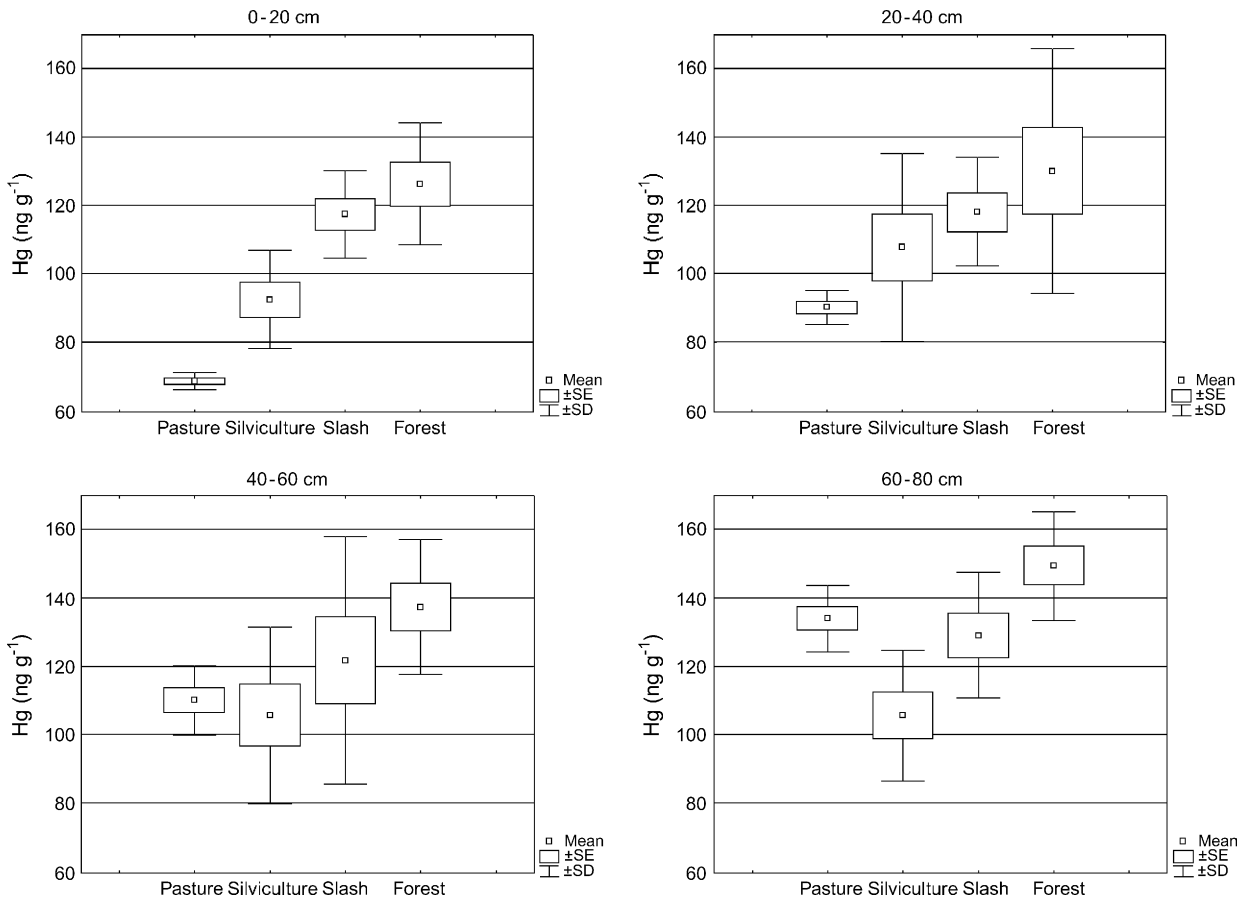 0-20 cm
160
140
120
100
80
60
Hg (ng g⁻¹)
Pasture Silviculture Slash Forest
Mean
±SE
±SD
20-40 cm
160
140
120
100
80
60
Hg (ng g⁻¹)
Pasture Silviculture Slash Forest
Mean
±SE
±SD
40-60 cm
160
140
120
100
80
60
Hg (ng g⁻¹)
Pasture Silviculture Slash Forest
Mean
±SE
±SD
60-80 cm
160
140
120
100
80
60
Hg (ng g⁻¹)
Pasture Silviculture Slash Forest
Mean
±SE
±SD